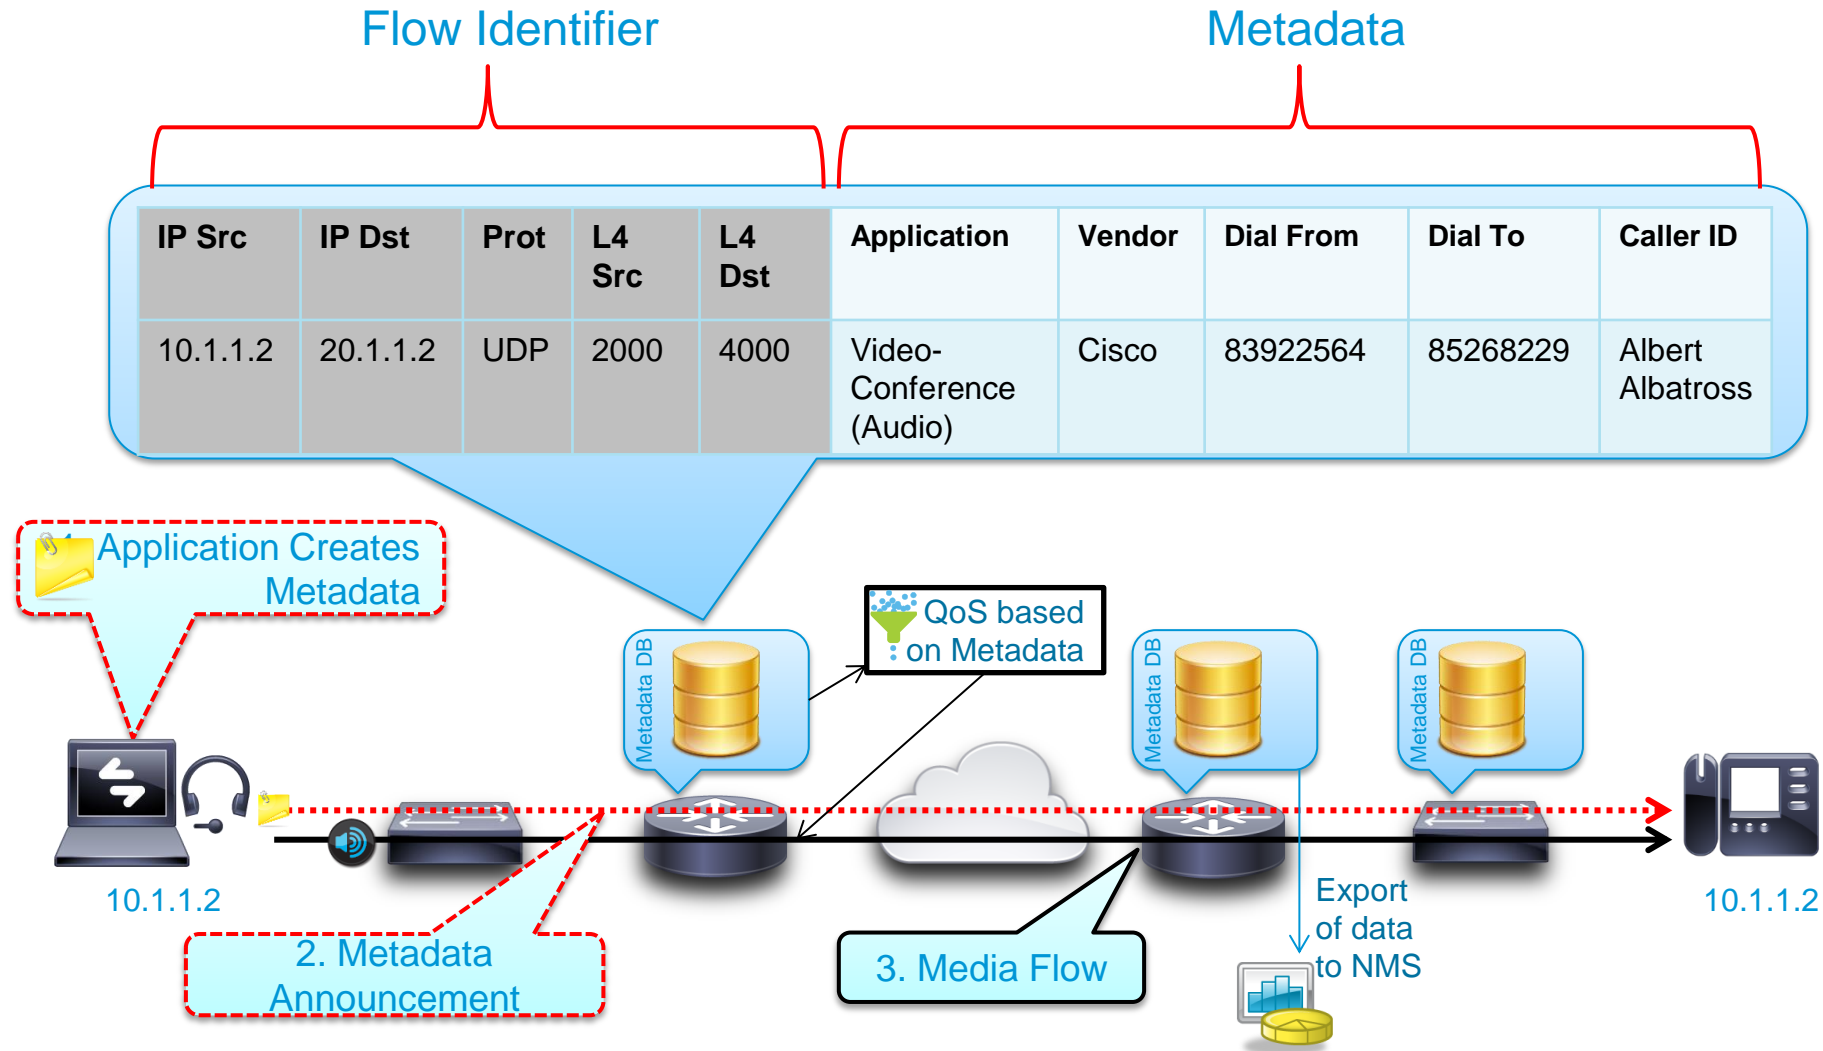 Flow Identifier
Metadata
IP Src
IP Dst
Prot
L4
Src
L4
Dst
Application
Vendor
Dial From
Dial To
Caller ID
10.1.1.2
20.1.1.2
UDP
2000
4000
Video-
Conference
(Audio)
Cisco
83922564
85268229
Albert
Albatross
Application Creates
Metadata
Metadata DB
QoS based
on Metadata
Metadata DB
Metadata DB
10.1.1.2
10.1.1.2
2. Metadada
Announcement
3. Media Flow
Export
of data
to NMS